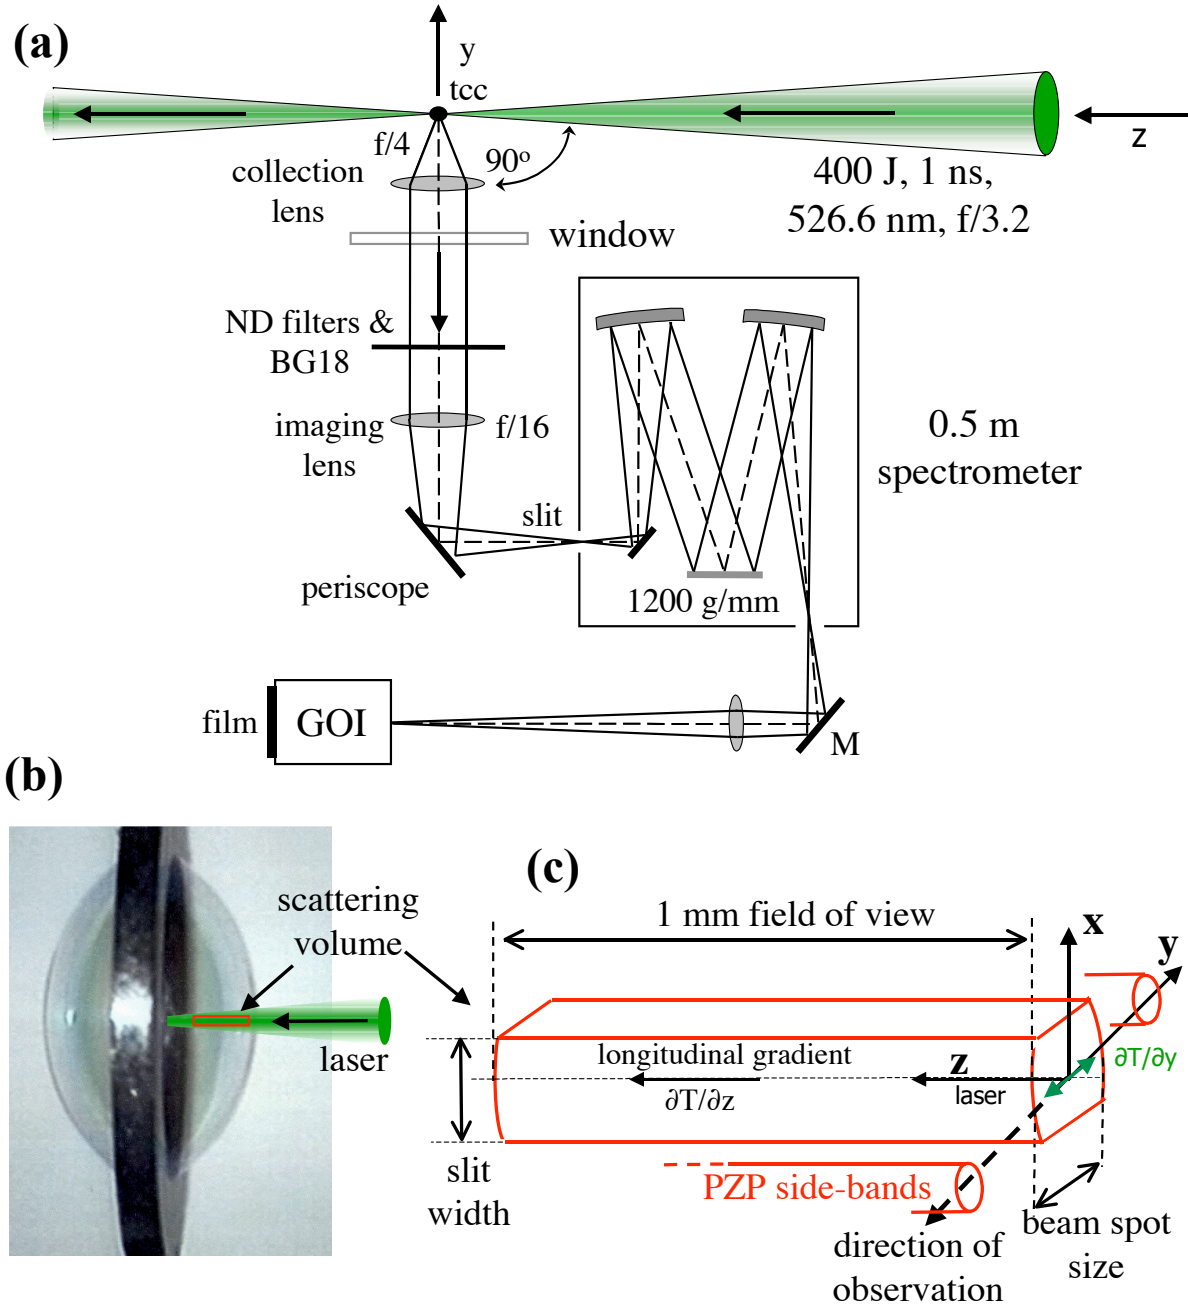 (a)
y
tcc
z
f/4
90º
collection
lens
400 J, 1 ns,
526.6 nm, f/3.2
window
ND filters &
BG18
imaging
lens
f/16
0.5 m
spectrometer
slit
periscope
1200 g/mm
film
GOI
M
(b)
scattering
volume
laser
(c)
1 mm field of view
x
y
longitudinal gradient
z
∂T/∂y
∂T/∂z
laser
slit
width
PZP side-bands
direction of
observation
beam spot
size